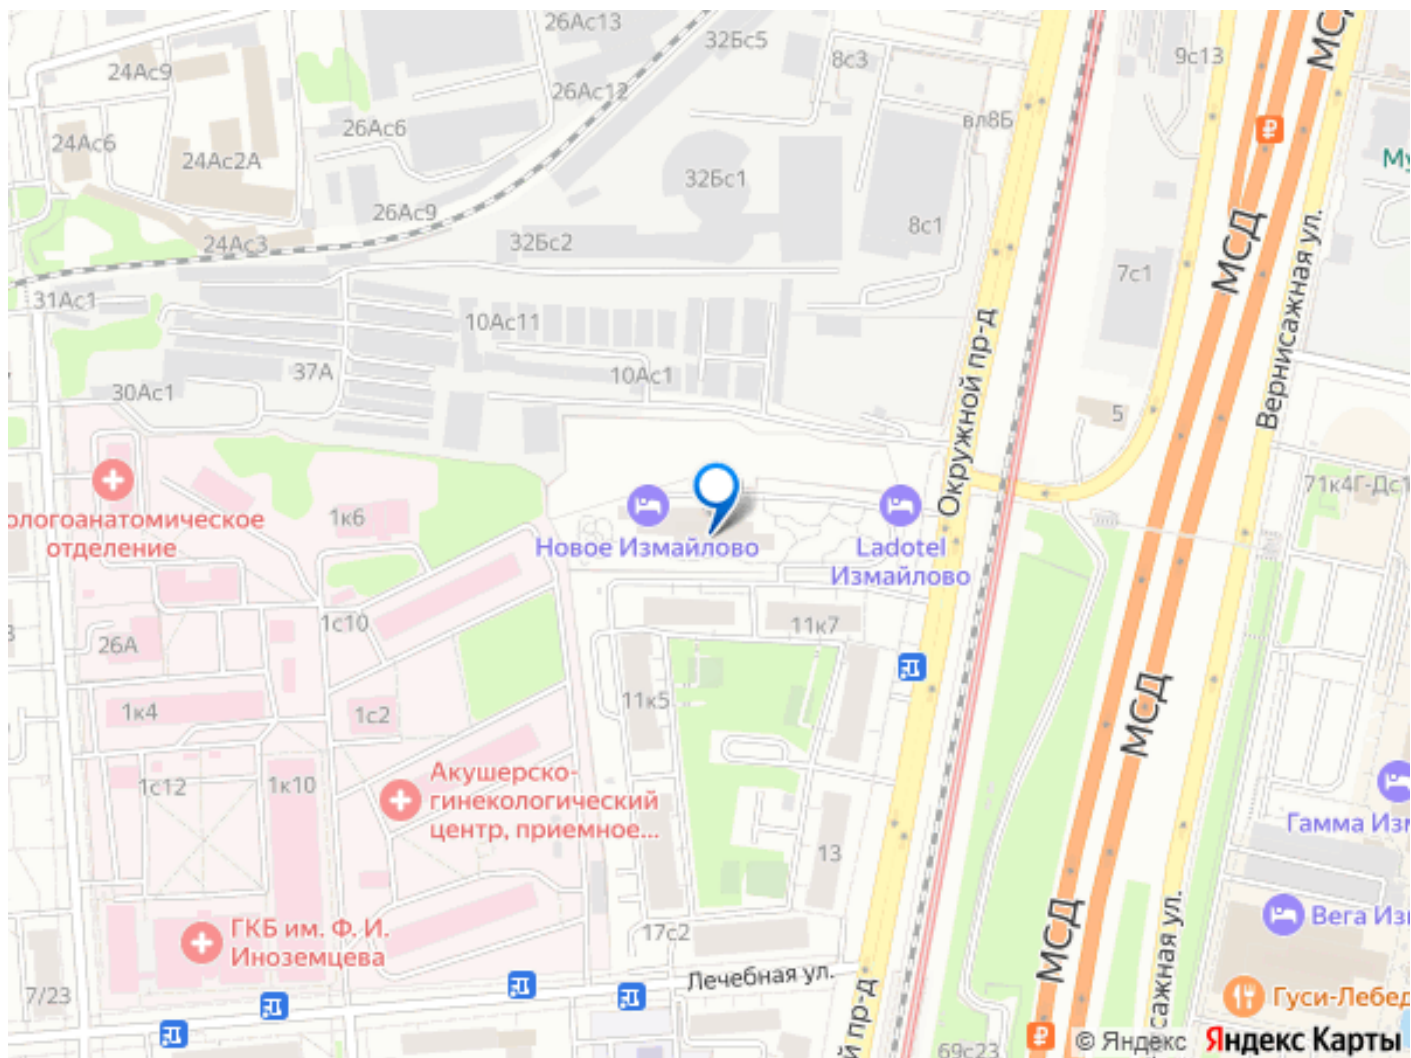 26Ас13
32Бс5
8с3
9с13
МСД
24Ас9
26Ас12
вл8Б
26Ас6
24Ас6
24Ас2А
32Бс1
26Ас9
8с1
24Ас3
32Бс2
МСД
Вернисажная ул.
7с1
31Ас1
10Ас11
Окружной пр-д
37А
10Ас1
30Ас1
5
71к4Г-Дс1
1к6
ологоанатомическое
отделение
Новое Измайлово
Ladotel
Измайлово
1с10
11к7
26А
11к5
1к4
1с2
МСД
Акушерско-
гинекологический
центр, приемное...
1с12
1к10
13
Гамма Изм
ГКБ им. Ф. И.
Иноземцева
17с2
МСД
Вега Из
сажная ул.
Лечебная ул.
7/23
й пр-д
Гуси-Лебед
69с23
© Яндекс Яндекс Карты